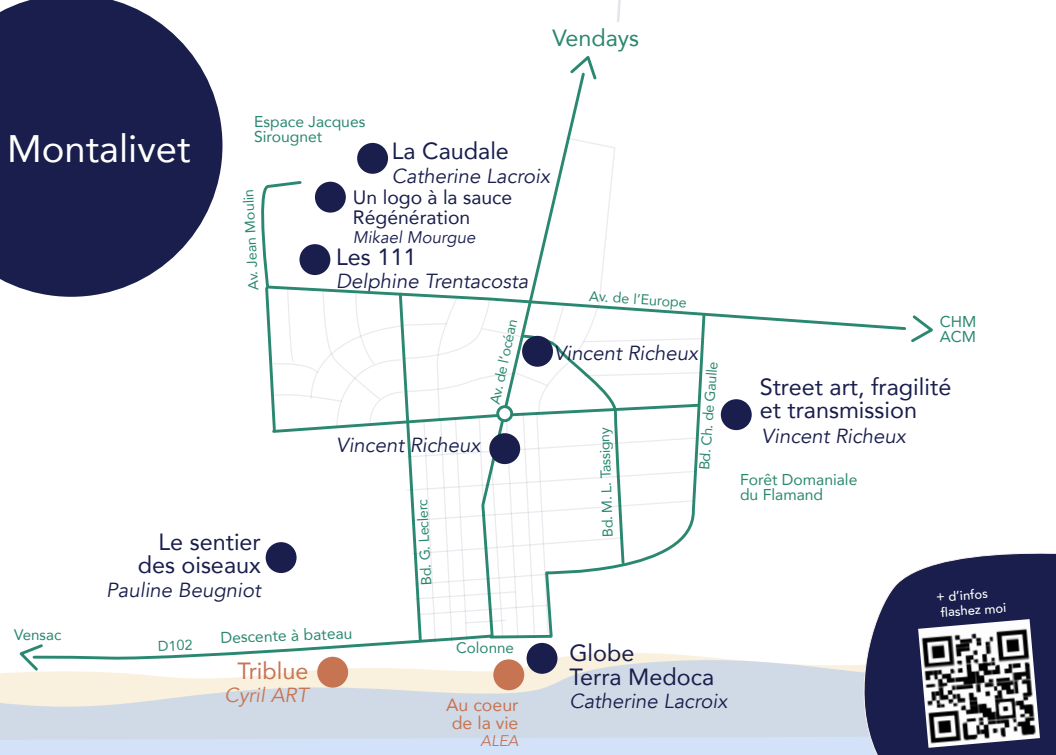 Vendays
Montalivet
Espace Jacques
Sirougnet
La Caudale
Catherine Lacroix
Un logo à la sauce
Régénération
Mikael Mourgue
Av. Jean Moulin
Les 111
Delphine Trentacosta
Av. de l'Europe
CHM
ACM
Av. de l'océan
Vincent Richeux
Bd. Ch. de Gaulle
Street art, fragilité
et transmission
Vincent Richeux
Vincent Richeux
Bd. M. L. Tassigny
Forêt Domaniale
du Flamand
Bd. G. Leclerc
Le sentier
des oiseaux
Pauline Beugniot
+ d'infos
flashez moi
Vensac
D102
Descente à bateau
Colonne
Globe
Terra Medoca
Catherine Lacroix
Triblue
Cyril ART
Au coeur
de la vie
ALEA